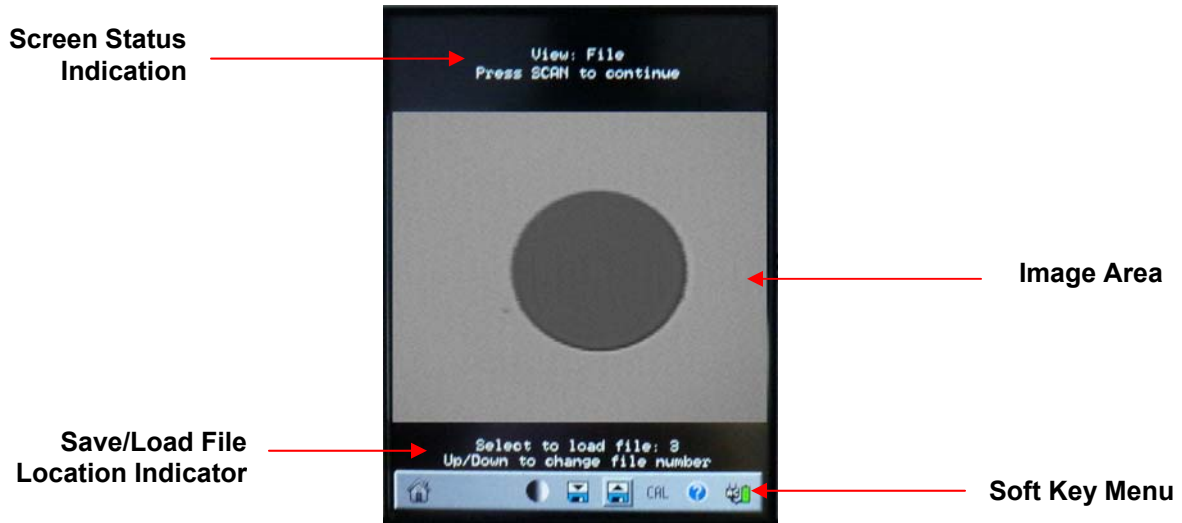 Screen Status
Indication
View: File
Press SCAN to continue
Image Area
Save/Load File
Location Indicator
Select to load file: 3
Up/Down to change file number
CAL
?
Soft Key Menu